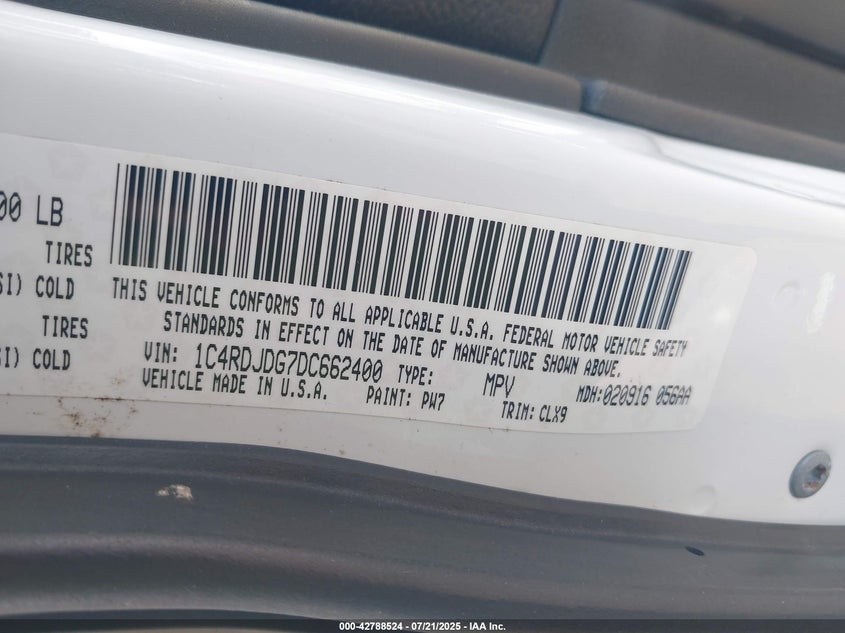 00 LB
TIRES
SI) COLD
TIRES
SI) COLD
THIS VEHICLE CONFORMS TO ALL APPLICABLE U.S.A. FEDERAL MOTOR VEHICLE SAFETY
STANDARDS IN EFFECT ON THE DATE OF MANUFACTURE SHOWN ABOVE.
VIN: 1C4RDJDG7DC662400 TYPE: MPV MDH: 020916 056AA
VEHICLE MADE IN U.S.A. PAINT: PW7 TRIM: CLX9
000-42788524 - 07/21/2025 - IAA Inc.